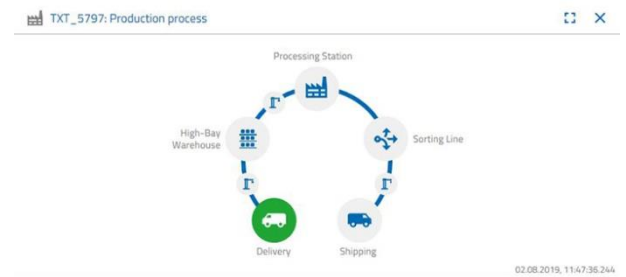 TXT_5797: Production process
Processing Station
High-Bay
Warehouse
Sorting Line
Delivery
Shipping
02.08.2019, 11:47:36.244